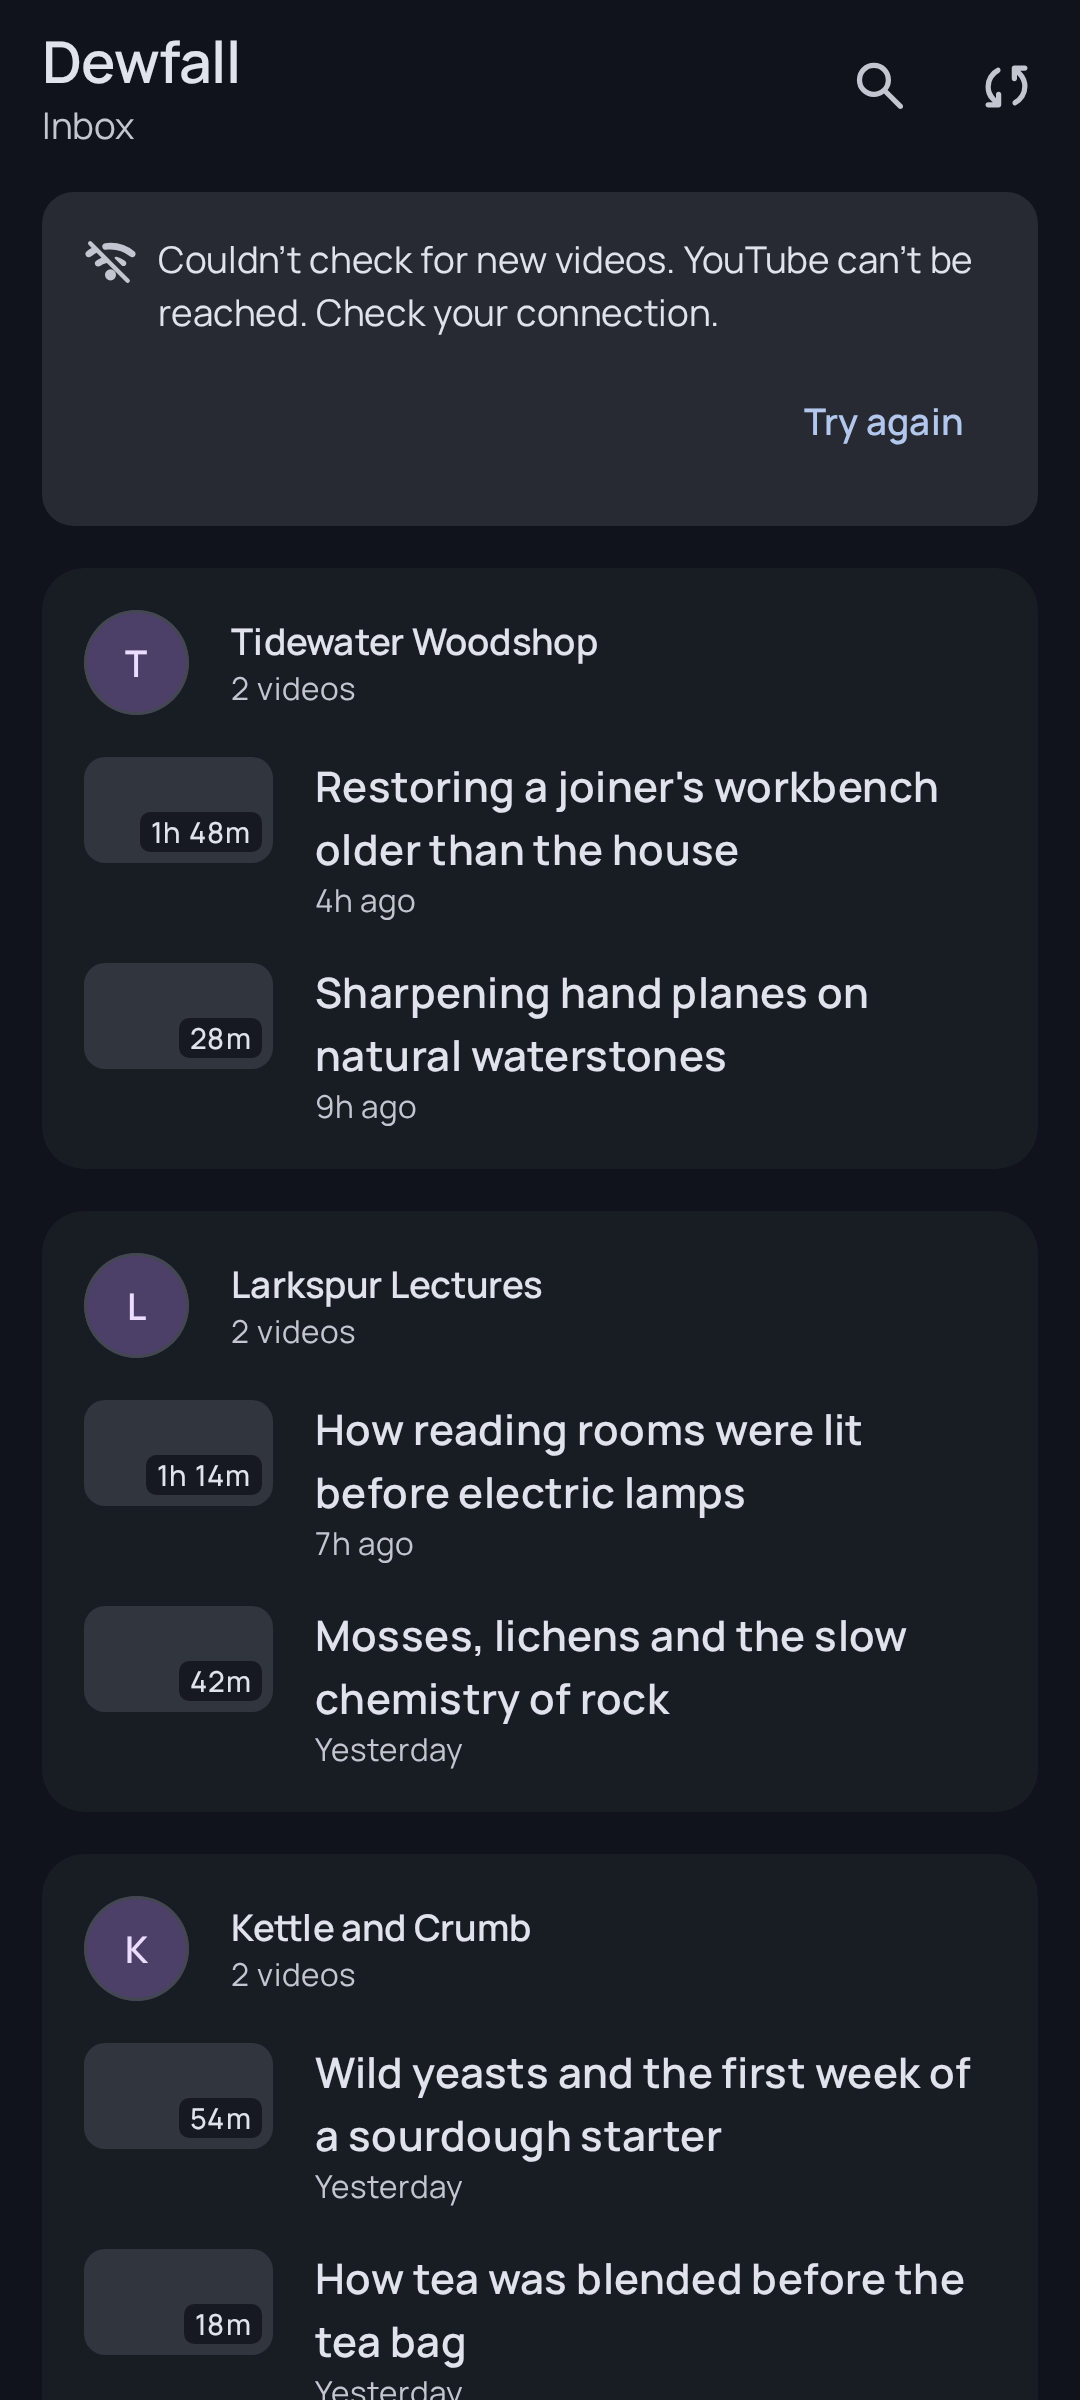 Dewfall
Inbox
Couldn’t check for new videos. YouTube can’t be
reached. Check your connection.
Try again
T
Tidewater Woodshop
2 videos
1h 48m
Restoring a joiner's workbench
older than the house
4h ago
28m
Sharpening hand planes on
natural waterstones
9h ago
L
Larkspur Lectures
2 videos
1h 14m
How reading rooms were lit
before electric lamps
7h ago
42m
Mosses, lichens and the slow
chemistry of rock
Yesterday
K
Kettle and Crumb
2 videos
54m
Wild yeasts and the first week of
a sourdough starter
Yesterday
18m
How tea was blended before the
tea bag
Yesterday